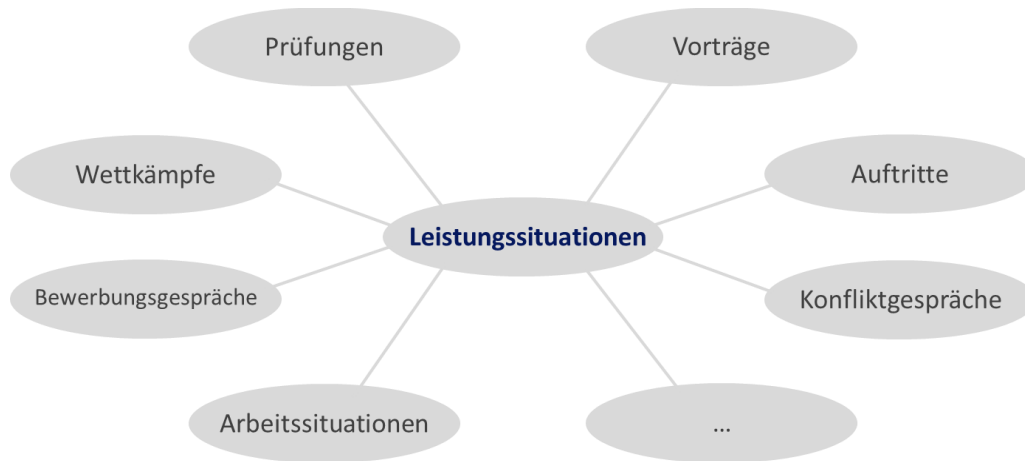 Prüfungen
Vorträge
Wettkämpfe
Auftritte
Leistungssituationen
Bewerbungsgespräche
Konfliktgespräche
Arbeitssituationen
...